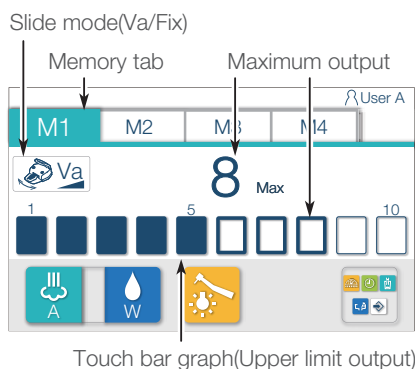 Slide mode(Va/Fix)
Memory tab Maximum output
User A
M1 M2 M3 M4
Va 8 Max
1 5 10
A W
Touch bar graph(Upper limit output)